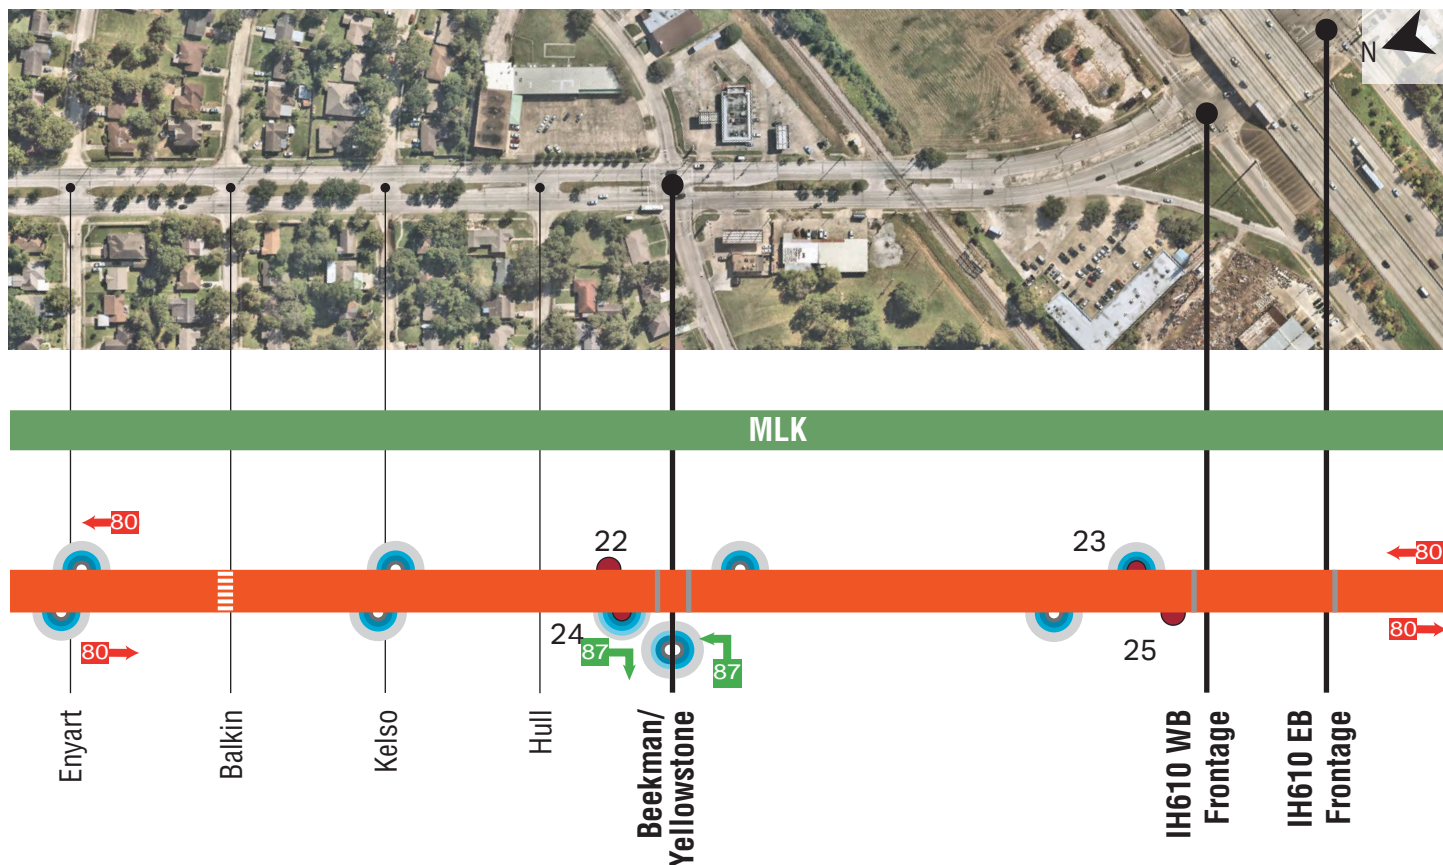 N
MLK
80
22
23
80
80
24
87
87
25
80
Enyart
Balkin
Kelso
Hull
Beekman/
Yellowstone
IH610 WB
Frontage
IH610 EB
Frontage